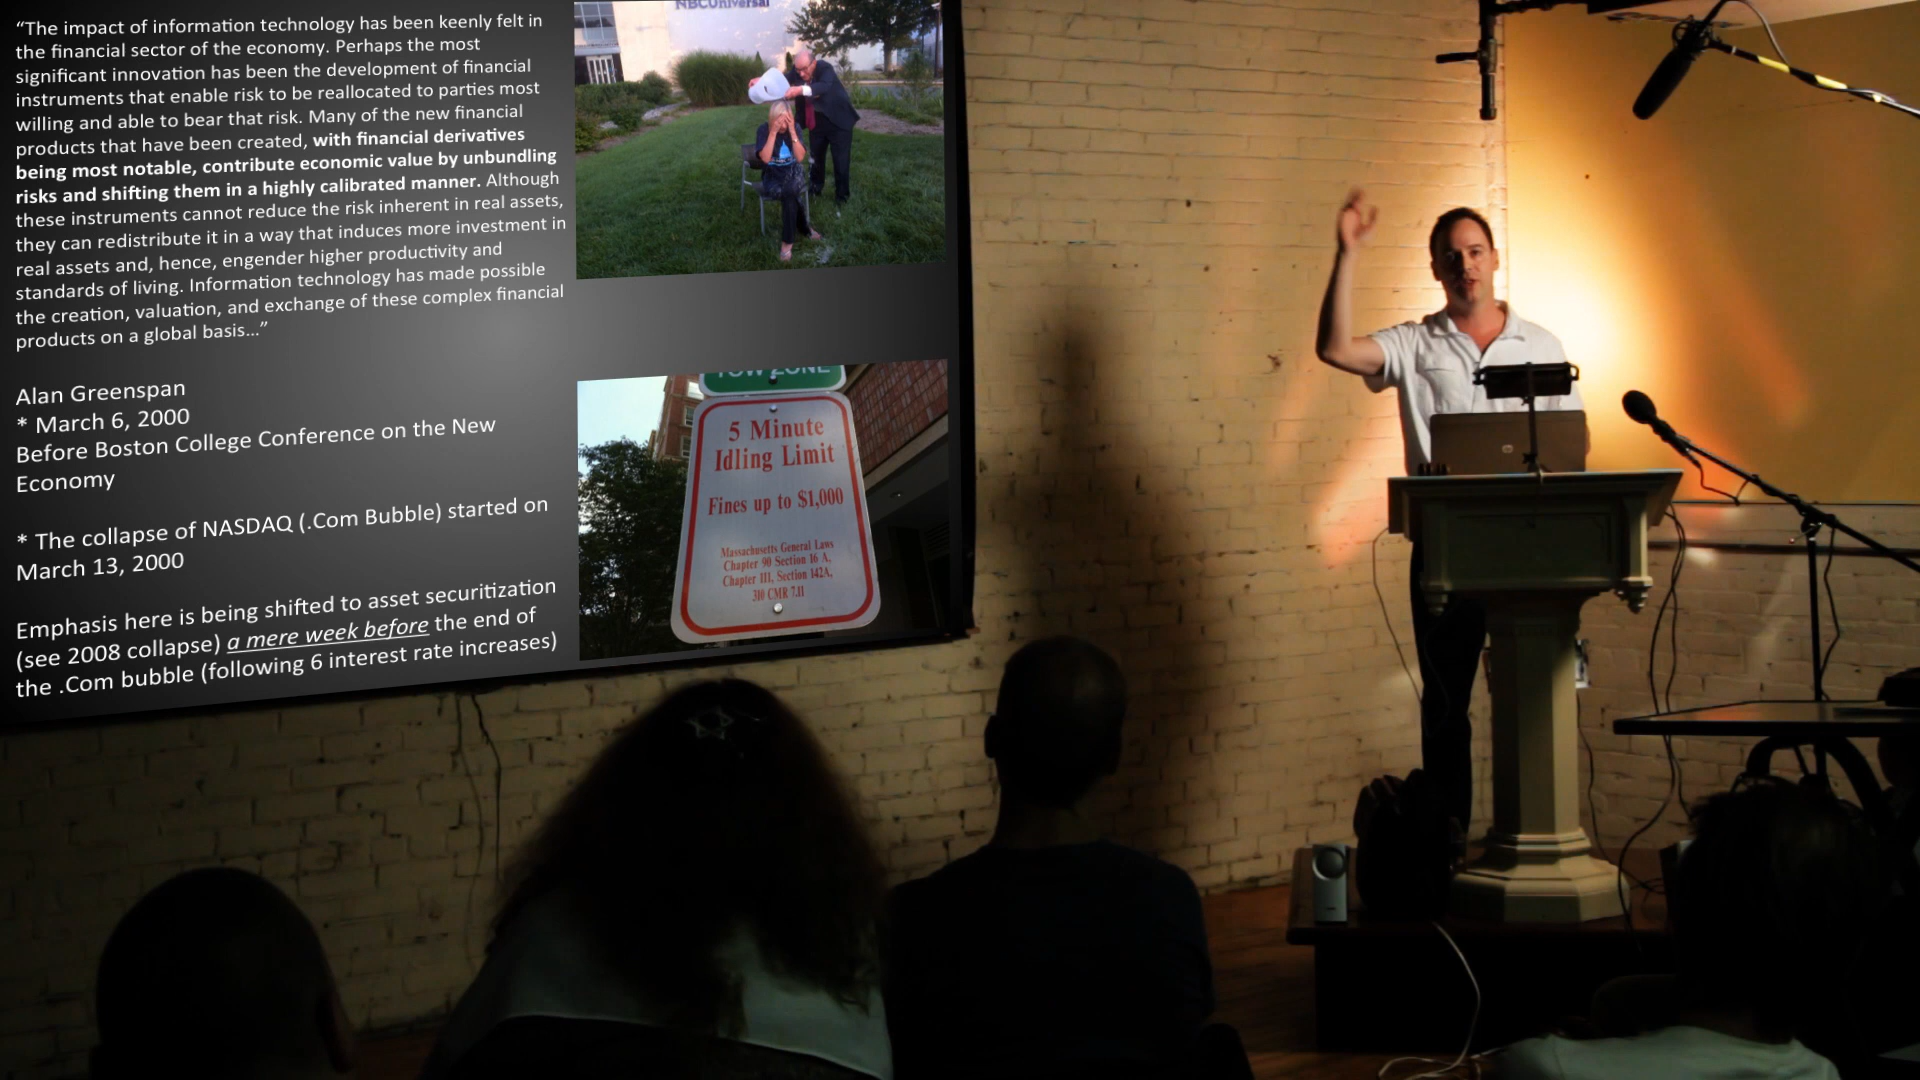 “The impact of information technology has been keenly felt in
the financial sector of the economy. Perhaps the most
significant innovation has been the development of financial
instruments that enable risk to be reallocated to parties most
willing and able to bear that risk. Many of the new financial
products that have been created, with financial derivatives
being most notable, contribute economic value by unbundling
risks and shifting them in a highly calibrated manner. Although
these instruments cannot reduce the risk inherent in real assets,
they can redistribute it in a way that induces more investment in
real assets and, hence, engender higher productivity and
standards of living. Information technology has made possible
the creation, valuation, and exchange of these complex financial
products on a global basis…”
Alan Greenspan
* March 6, 2000
Before Boston College Conference on the New
Economy
* The collapse of NASDAQ (.Com Bubble) started on
March 13, 2000
Emphasis here is being shifted to asset securitization
(see 2008 collapse) a mere week before the end of
the .Com bubble (following 6 interest rate increases)
NBCUniversal
TOW ZONE
5 Minute
Idling Limit
Fines up to $1,000
Massachusetts General Laws
Chapter 90 Section 16 A,
Chapter III, Section 142A,
310 CMR 7.11
hp